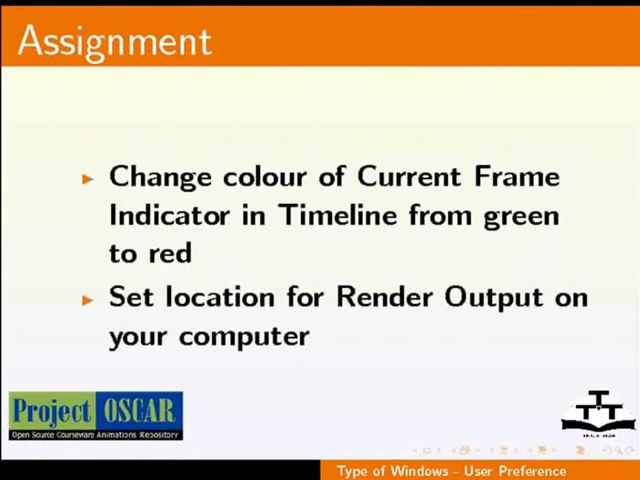 Assignment
Change colour of Current Frame
Indicator in Timeline from green
to red
Set location for Render Output on
your computer
Project OSCAR
Open Source Courseware Animations Repository
Type of Windows - User Preference